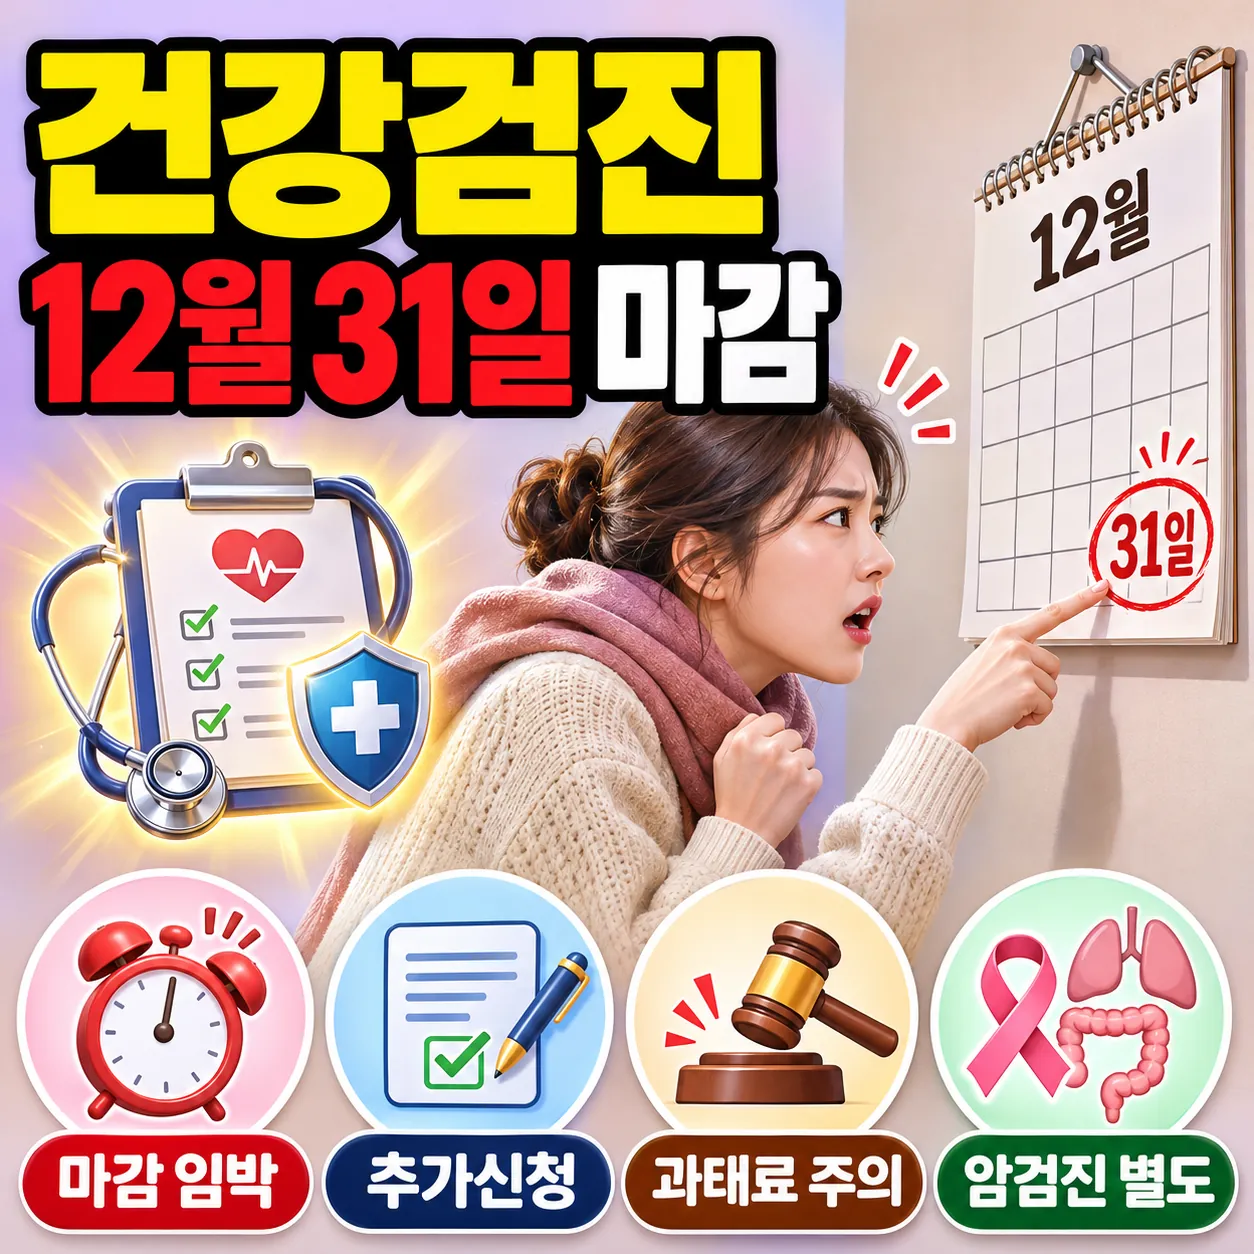 건강검진
12월 31일 마감
12월
31일
마감 임박
추가신청
과태료 주의
암검진 별도